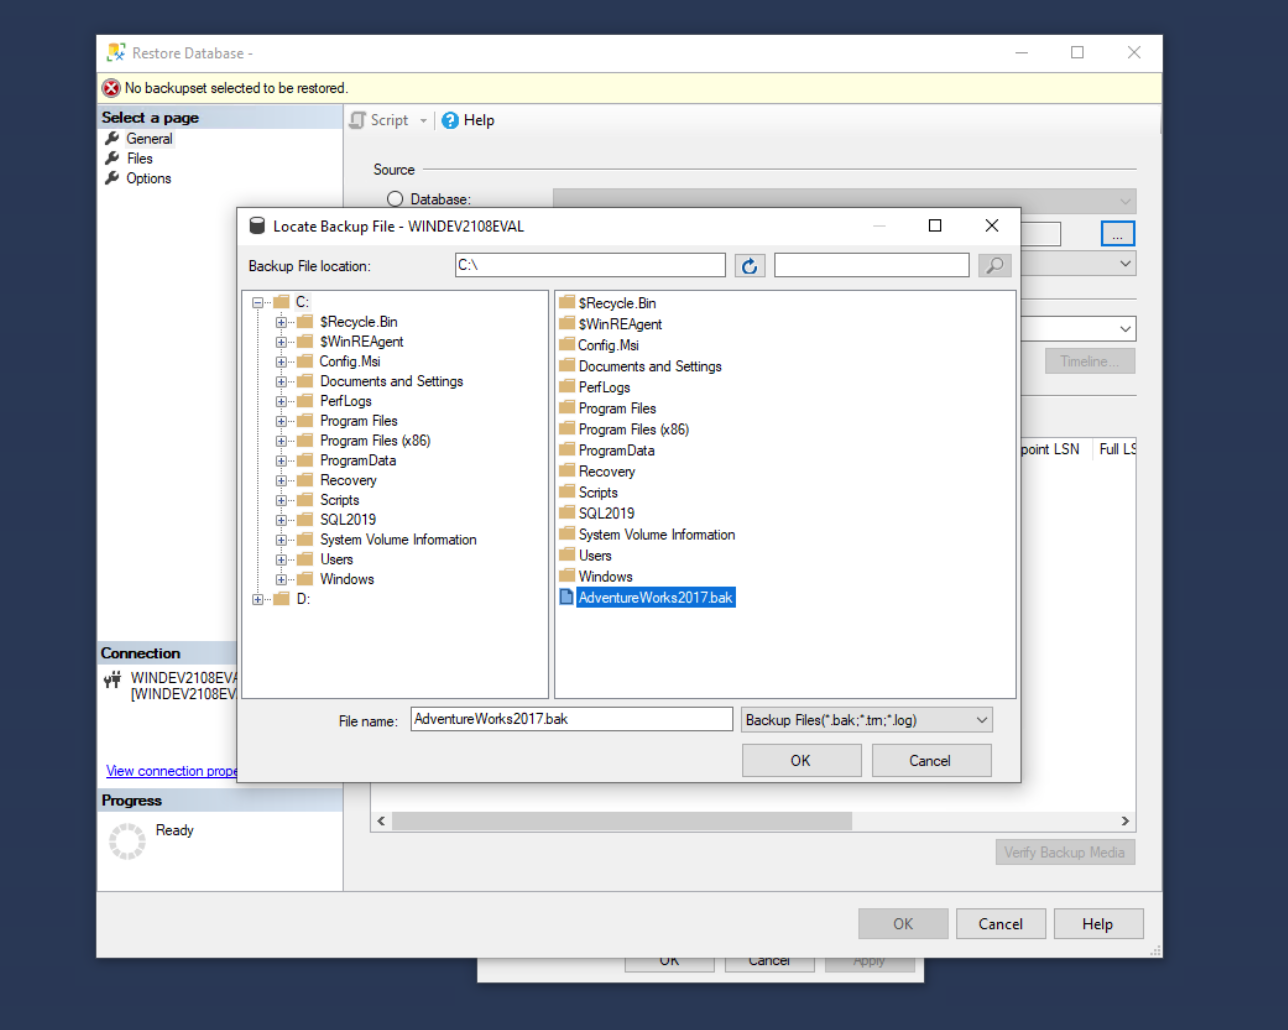 Restore Database -
No backupset selected to be restored.
Select a page
General
Files
Options
Script
Help
Source
Database:
...
Timeline...
point LSN
Full LS
Locate Backup File - WINDEV2108EVAL
Backup File location:
C:\
C:
$Recycle.Bin
$WinREAgent
Config.Msi
Documents and Settings
PerfLogs
Program Files
Program Files (x86)
ProgramData
Recovery
Scripts
SQL2019
System Volume Information
Users
Windows
D:
$Recycle.Bin
$WinREAgent
Config.Msi
Documents and Settings
PerfLogs
Program Files
Program Files (x86)
ProgramData
Recovery
Scripts
SQL2019
System Volume Information
Users
Windows
AdventureWorks2017.bak
File name:
AdventureWorks2017.bak
Backup Files(*.bak;*.trn;*.log)
OK
Cancel
Connection
WINDEV2108EVA
[WINDEV2108EV
View connection prope
Progress
Ready
Verify Backup Media
OK
Cancel
Help
OK
Cancel
Apply